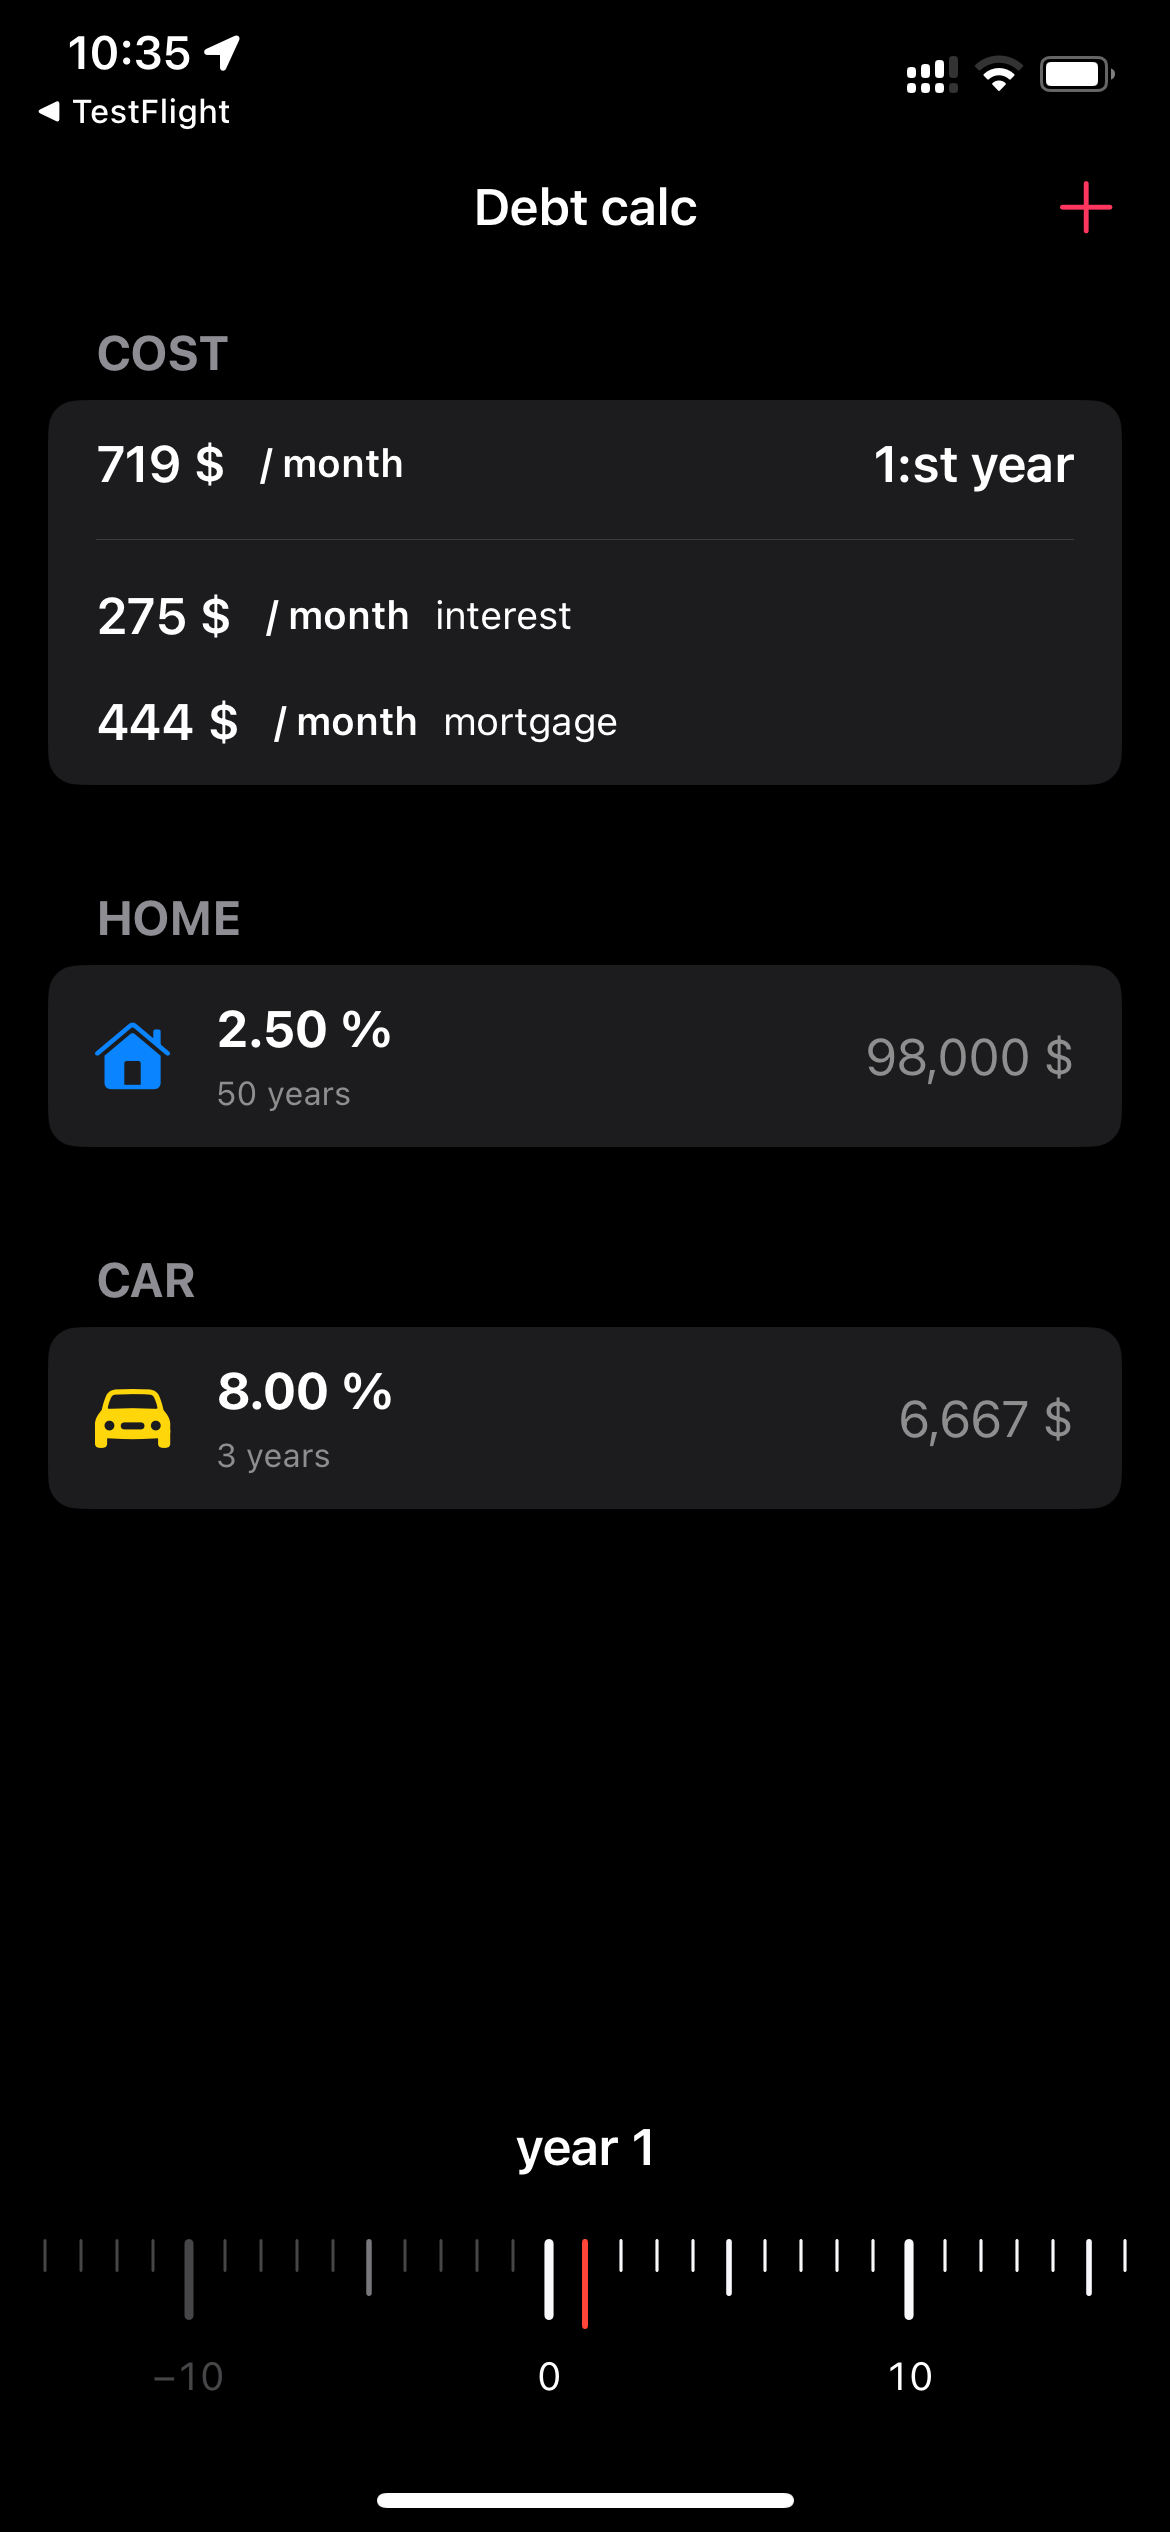 10:35
TestFlight
Debt calc
COST
719 $ / month 1:st year
275 $ / month interest
444 $ / month mortgage
HOME
2.50 %
50 years
98,000 $
CAR
8.00 %
3 years
6,667 $
year 1
−10 0 10